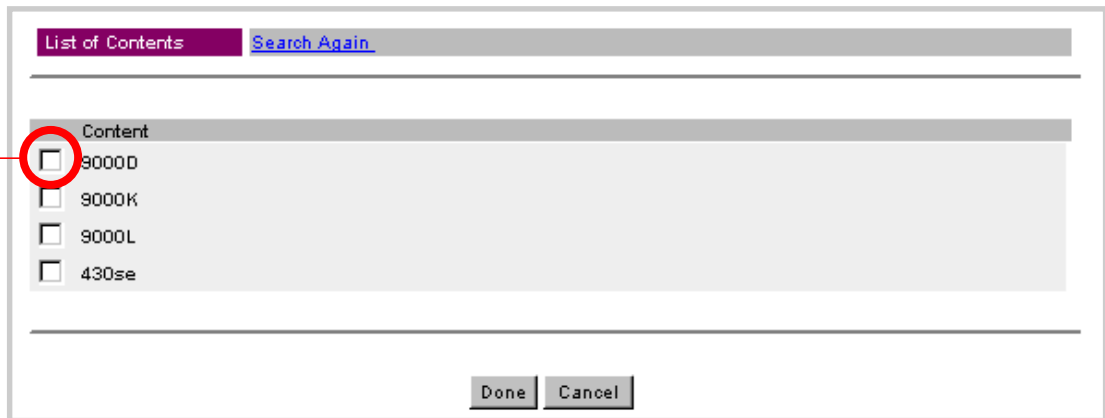 List of Contents Search Again
Content
9000D
9000K
9000L
430se
Done Cancel